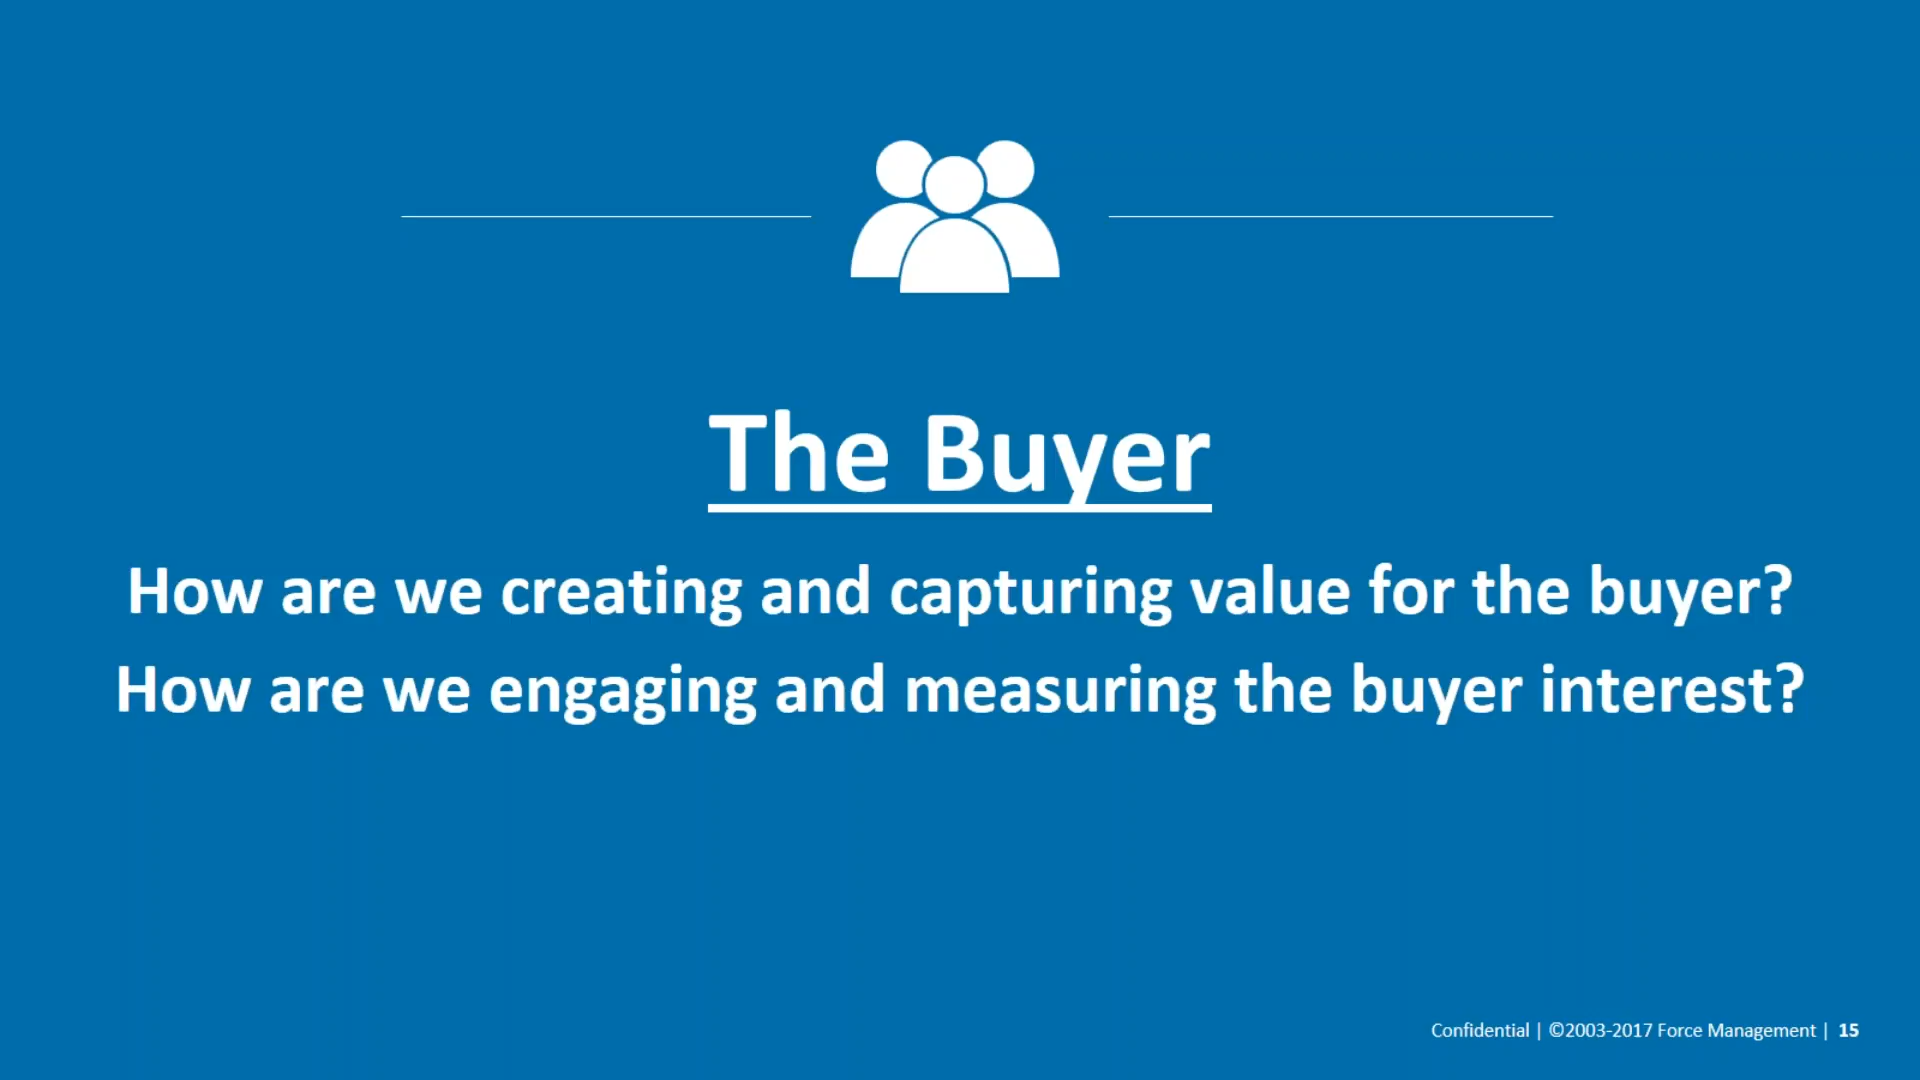 The Buyer
How are we creating and capturing value for the buyer?
How are we engaging and measuring the buyer interest?
Confidential | ©2003-2017 Force Management | 15